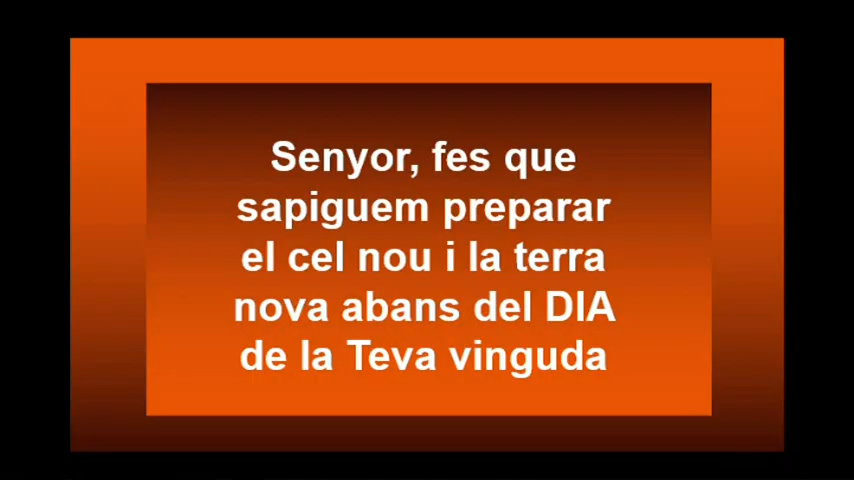 Senyor, fes que
sapiguem preparar
el cel nou i la terra
nova abans del DIA
de la Teva vinguda